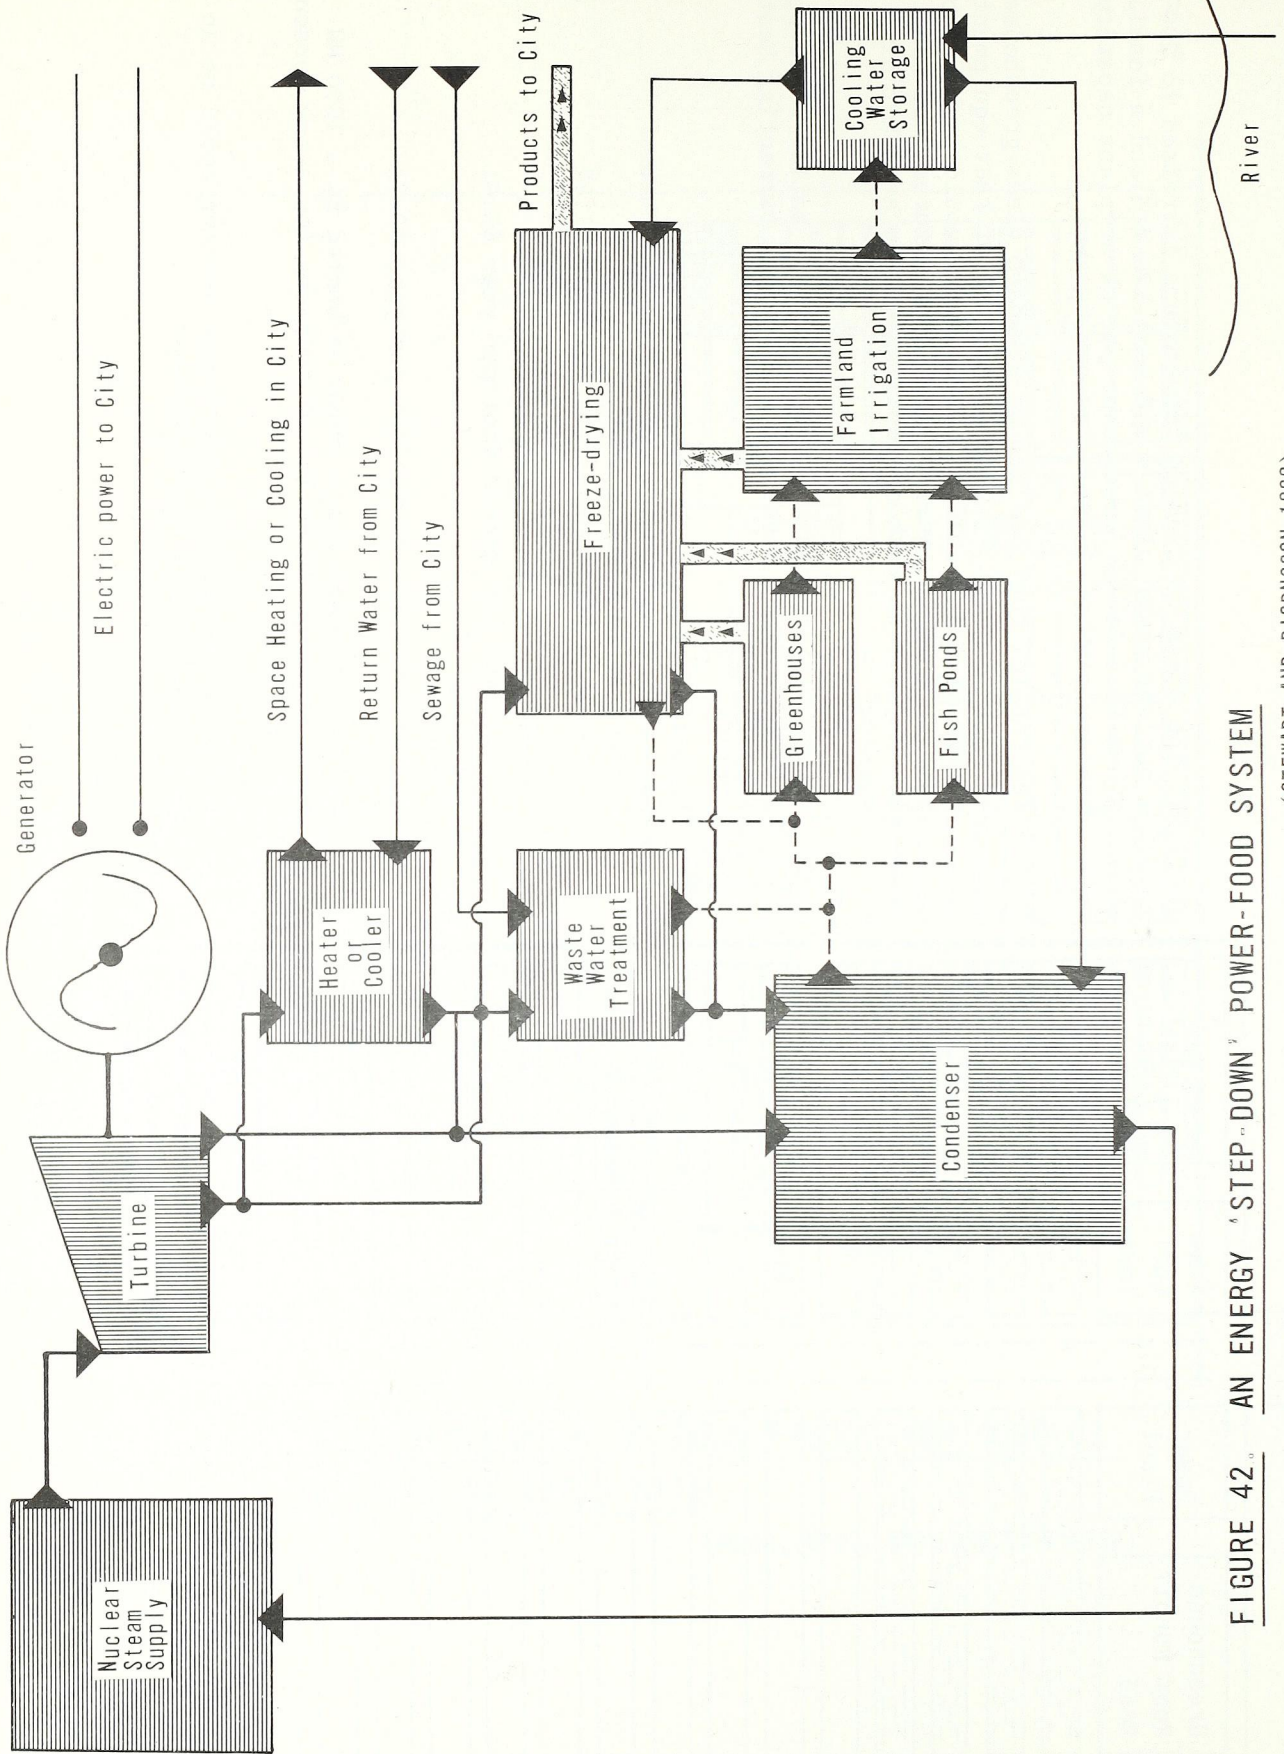 Generator
Electric power to City
Space Heating or Cooling in City
Return Water from City
Sewage from City
Products to City
Nuclear
Steam
Supply
Turbine
Heater
or
Cooler
Waste
Water
Treatment
Freeze-drying
Condenser
Greenhouses
Fish Ponds
Farmland
Irrigation
Cooling
Water
Storage
River
FIGURE 42. AN ENERGY 'STEP-DOWN' POWER-FOOD SYSTEM